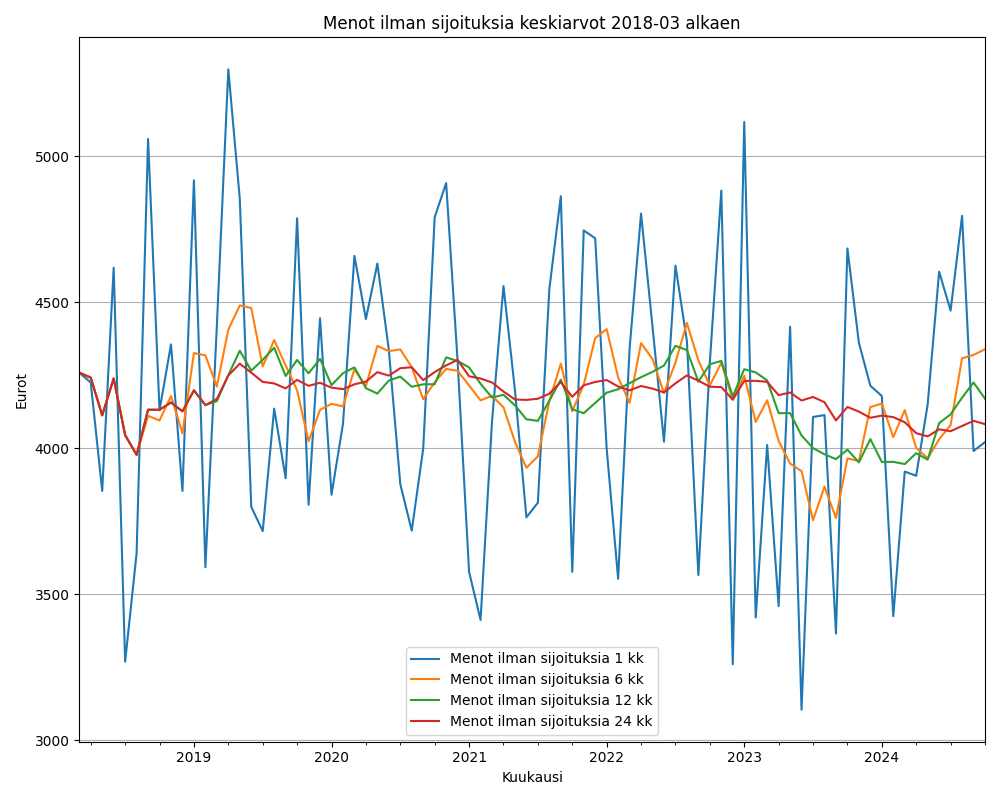 Menot ilman sijoituksia keskiarvot 2018-03 alkaen
Eurot
5000
4500
4000
3500
3000
Menot ilman sijoituksia 1 kk
Menot ilman sijoituksia 6 kk
Menot ilman sijoituksia 12 kk
Menot ilman sijoituksia 24 kk
2019 2020 2021 2022 2023 2024
Kuukausi